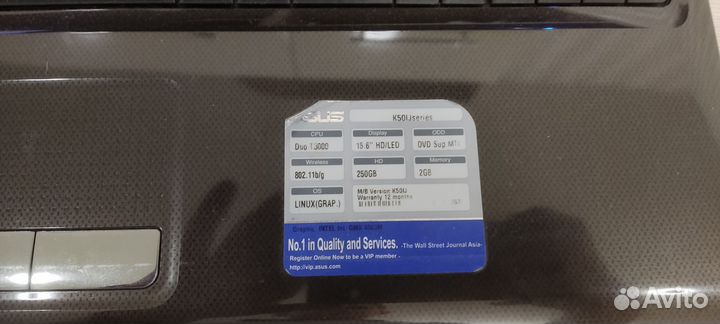 K50IJseries
CPU
Display
ODD
15.6" HD/LED
DVD Sup.
Wireless
HD
Memory
802.11b/g
250GB
2GB
OS
M/B Version:K50IJ
Warranty 12 months
LINUX(GRAP.)
No.1 in Quality and Services. -The Wall Street Journal Asia-
Register Online Now to be a VIP member -
http://vip.asus.com
Avito